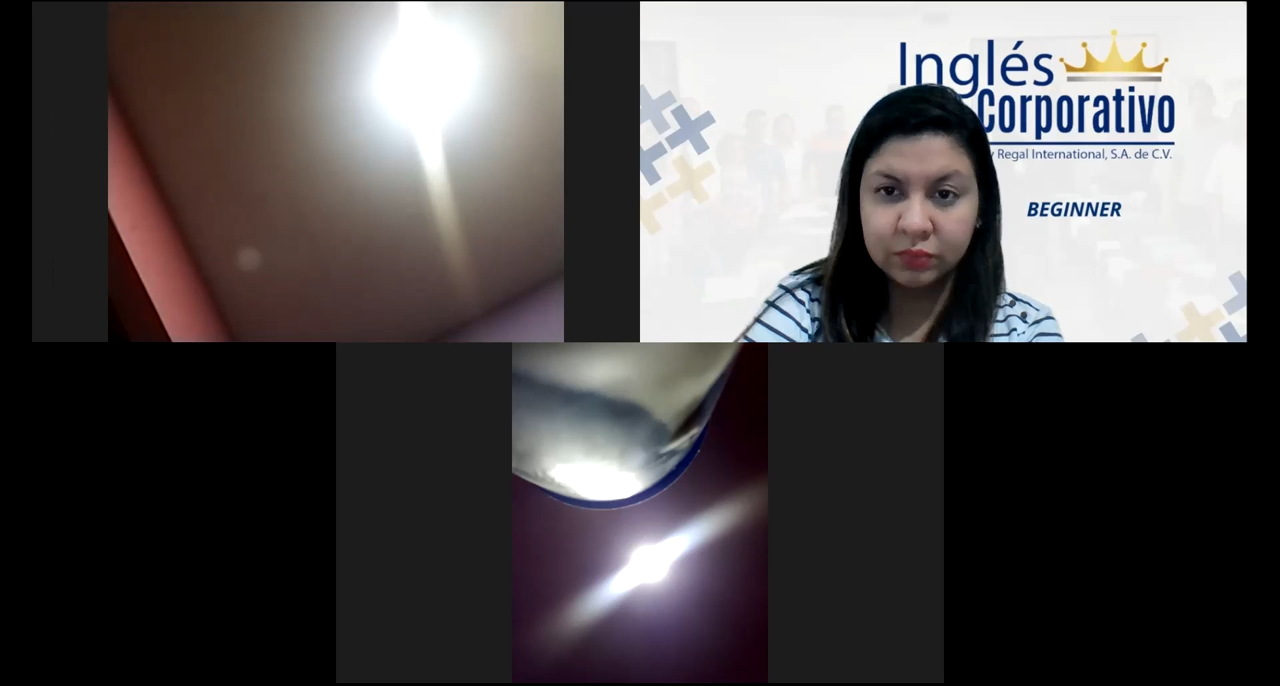 Inglés
Corporativo
y Regal International, S.A. de C.V.
BEGINNER